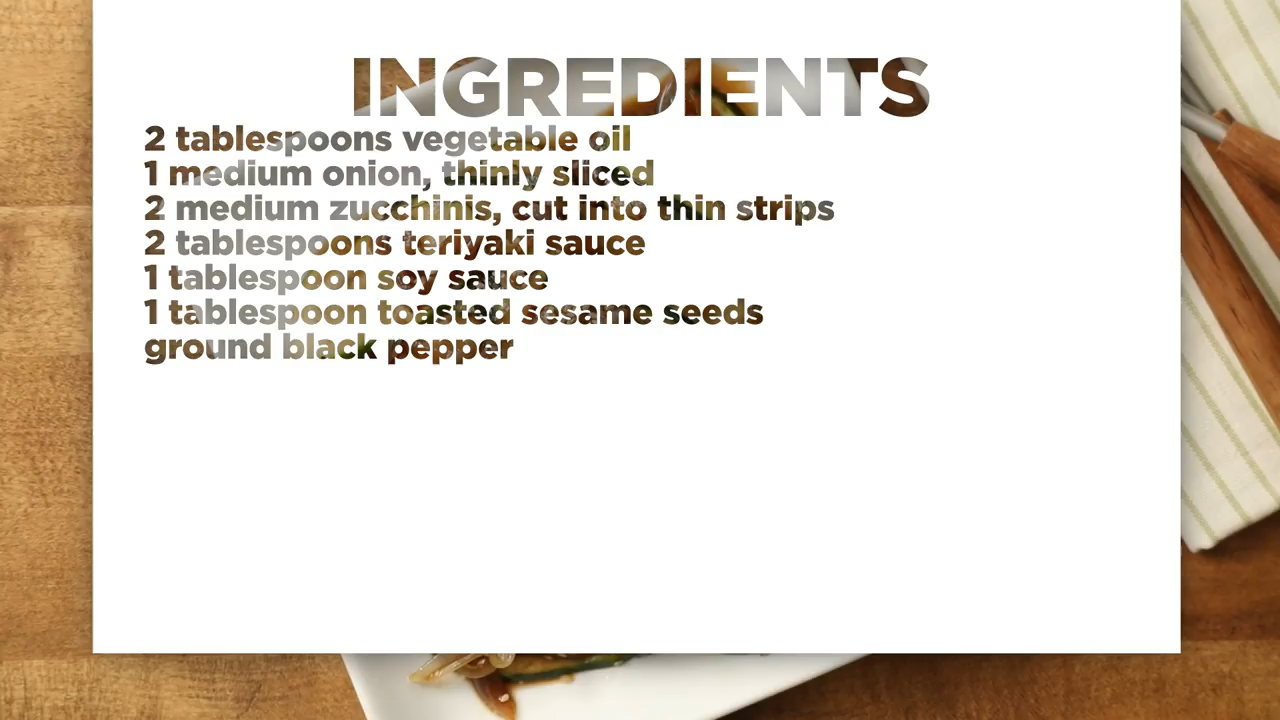 INGREDIENTS
2 tablespoons vegetable oil
1 medium onion, thinly sliced
2 medium zucchinis, cut into thin strips
2 tablespoons teriyaki sauce
1 tablespoon soy sauce
1 tablespoon toasted sesame seeds
ground black pepper